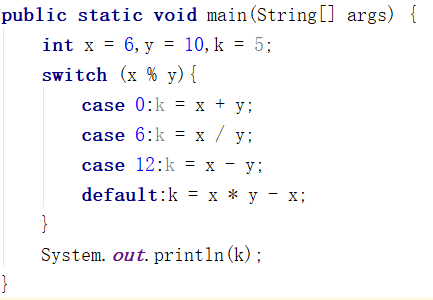 public static void main(String[] args) {
int x = 6,y = 10,k = 5;
switch (x % y){
case 0:k = x + y;
case 6:k = x / y;
case 12:k = x - y;
default:k = x * y - x;
}
System.out.println(k);
}